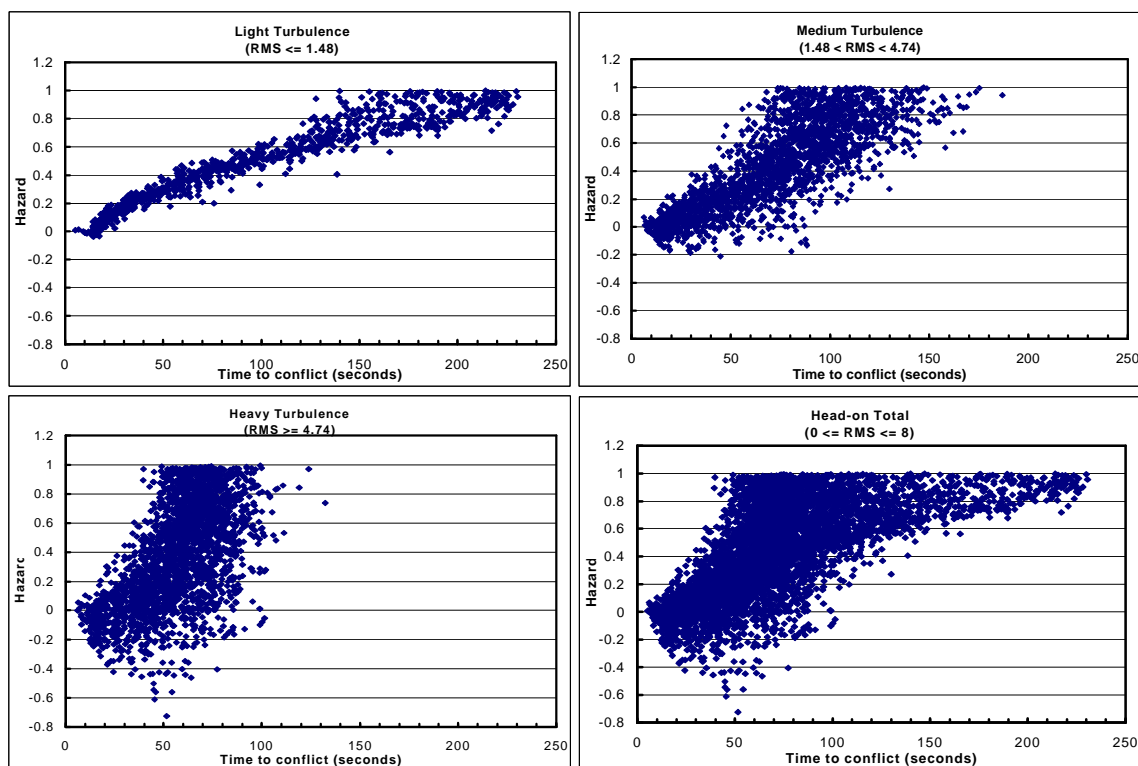 Light Turbulence
(RMS <= 1.48)
1.2
1
0.8
0.6
0.4
0.2
0
-0.2
-0.4
-0.6
-0.8
Hazard
0 50 100 150 200 250
Time to conflict (seconds)
Medium Turbulence
(1.48 < RMS < 4.74)
1.2
1
0.8
0.6
0.4
0.2
0
-0.2
-0.4
-0.6
-0.8
Hazard
0 50 100 150 200 250
Time to conflict (seconds)
Heavy Turbulence
(RMS >= 4.74)
1.2
1
0.8
0.6
0.4
0.2
0
-0.2
-0.4
-0.6
-0.8
Hazarc
0 50 100 150 200 250
Time to conflict (seconds)
Head-on Total
(0 <= RMS <= 8)
1.2
1
0.8
0.6
0.4
0.2
0
-0.2
-0.4
-0.6
-0.8
Hazard
0 50 100 150 200 250
Time to conflict (seconds)